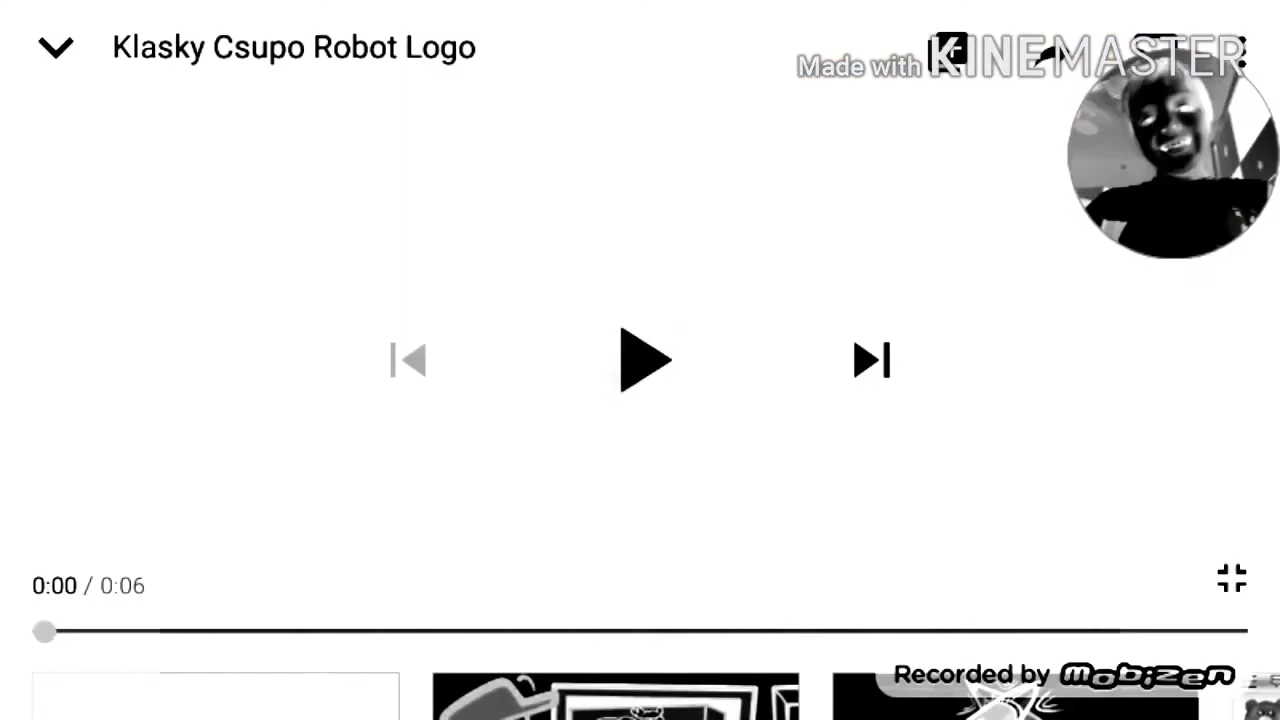 Klasky Csupo Robot Logo
Made with KINEMASTER
0:00 / 0:06
Recorded by mobizen